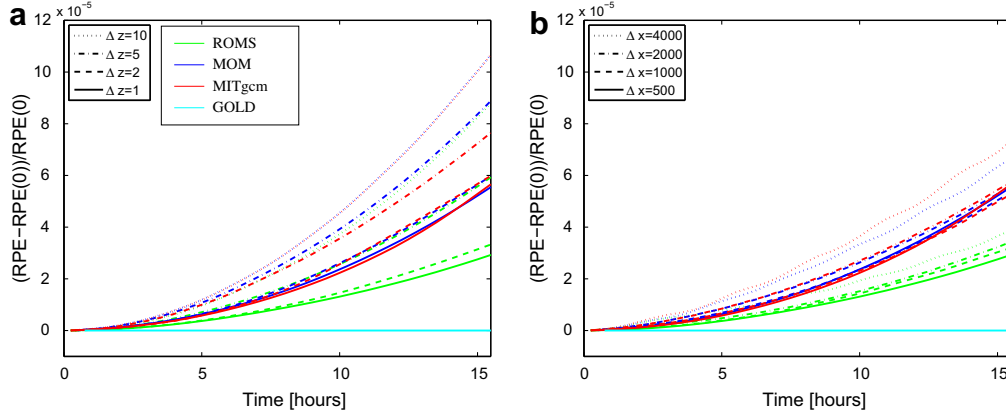 a
x 10⁻⁵
(RPE−RPE(0))/RPE(0)
12
10
8
6
4
2
0
Δ z=10
Δ z=5
Δ z=2
Δ z=1
ROMS
MOM
MITgcm
GOLD
0 5 10 15
Time [hours]
b
x 10⁻⁵
(RPE−RPE(0))/RPE(0)
12
10
8
6
4
2
0
Δ x=4000
Δ x=2000
Δ x=1000
Δ x=500
0 5 10 15
Time [hours]